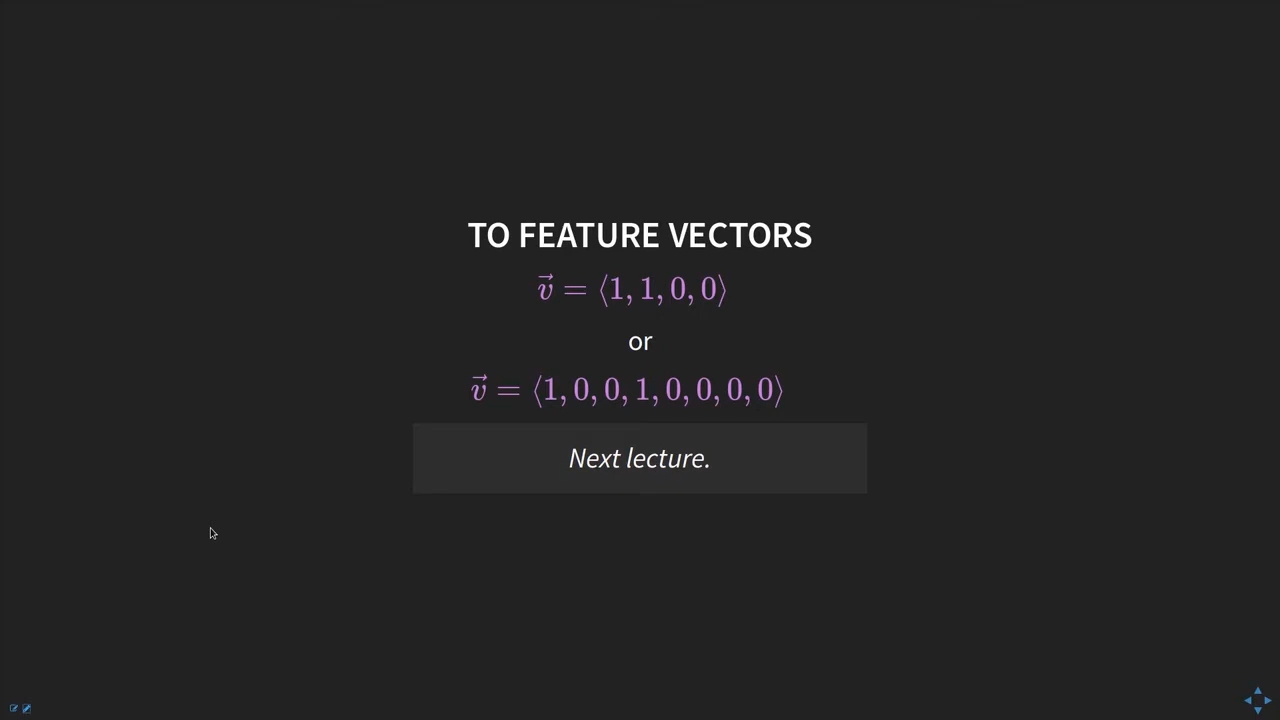 TO FEATURE VECTORS
v⃗ = ⟨1, 1, 0, 0⟩
or
v⃗ = ⟨1, 0, 0, 1, 0, 0, 0, 0⟩
Next lecture.